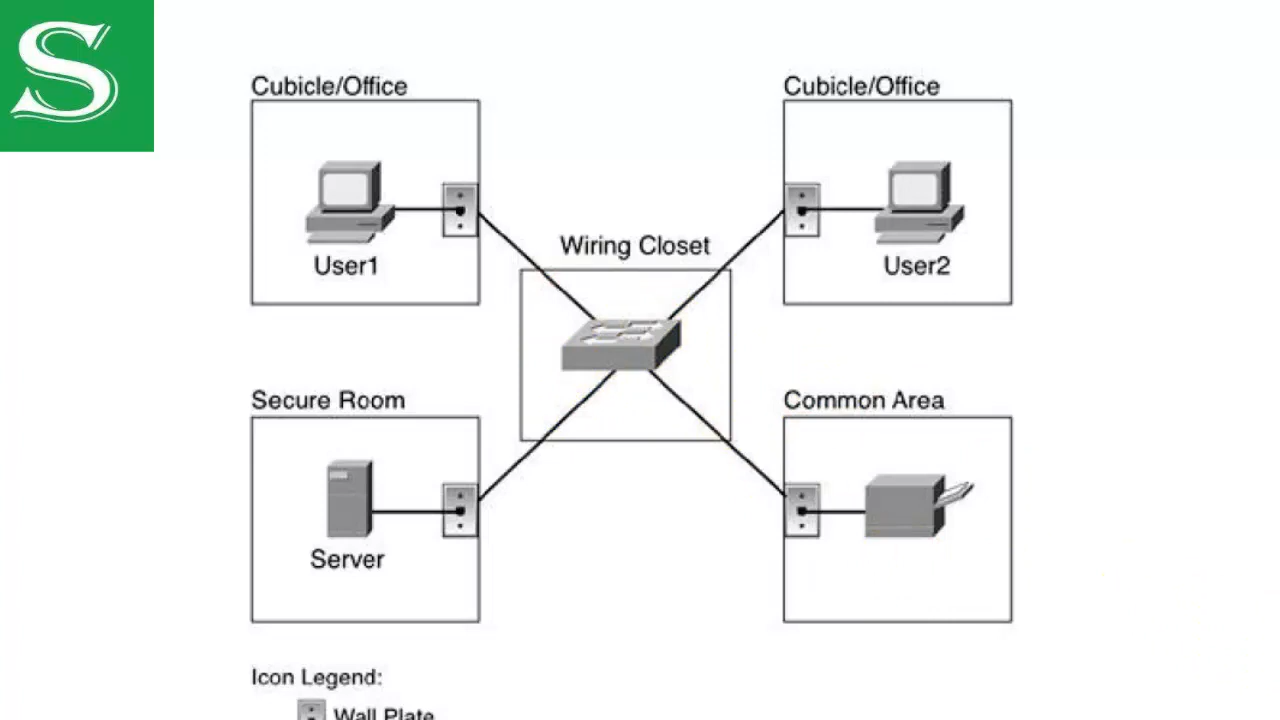 S
Cubicle/Office
Cubicle/Office
User1
Wiring Closet
User2
Secure Room
Common Area
Server
Icon Legend:
Wall Plate